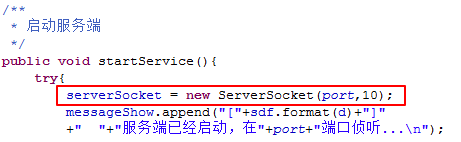 /**
 * 启动服务端
 */
public void startService(){
    try{
        serverSocket = new ServerSocket(port,10);
        messageShow.append("["+sdf.format(d)+"]"
        +"  "+"服务端已经启动，在"+port+"端口侦听...\n");